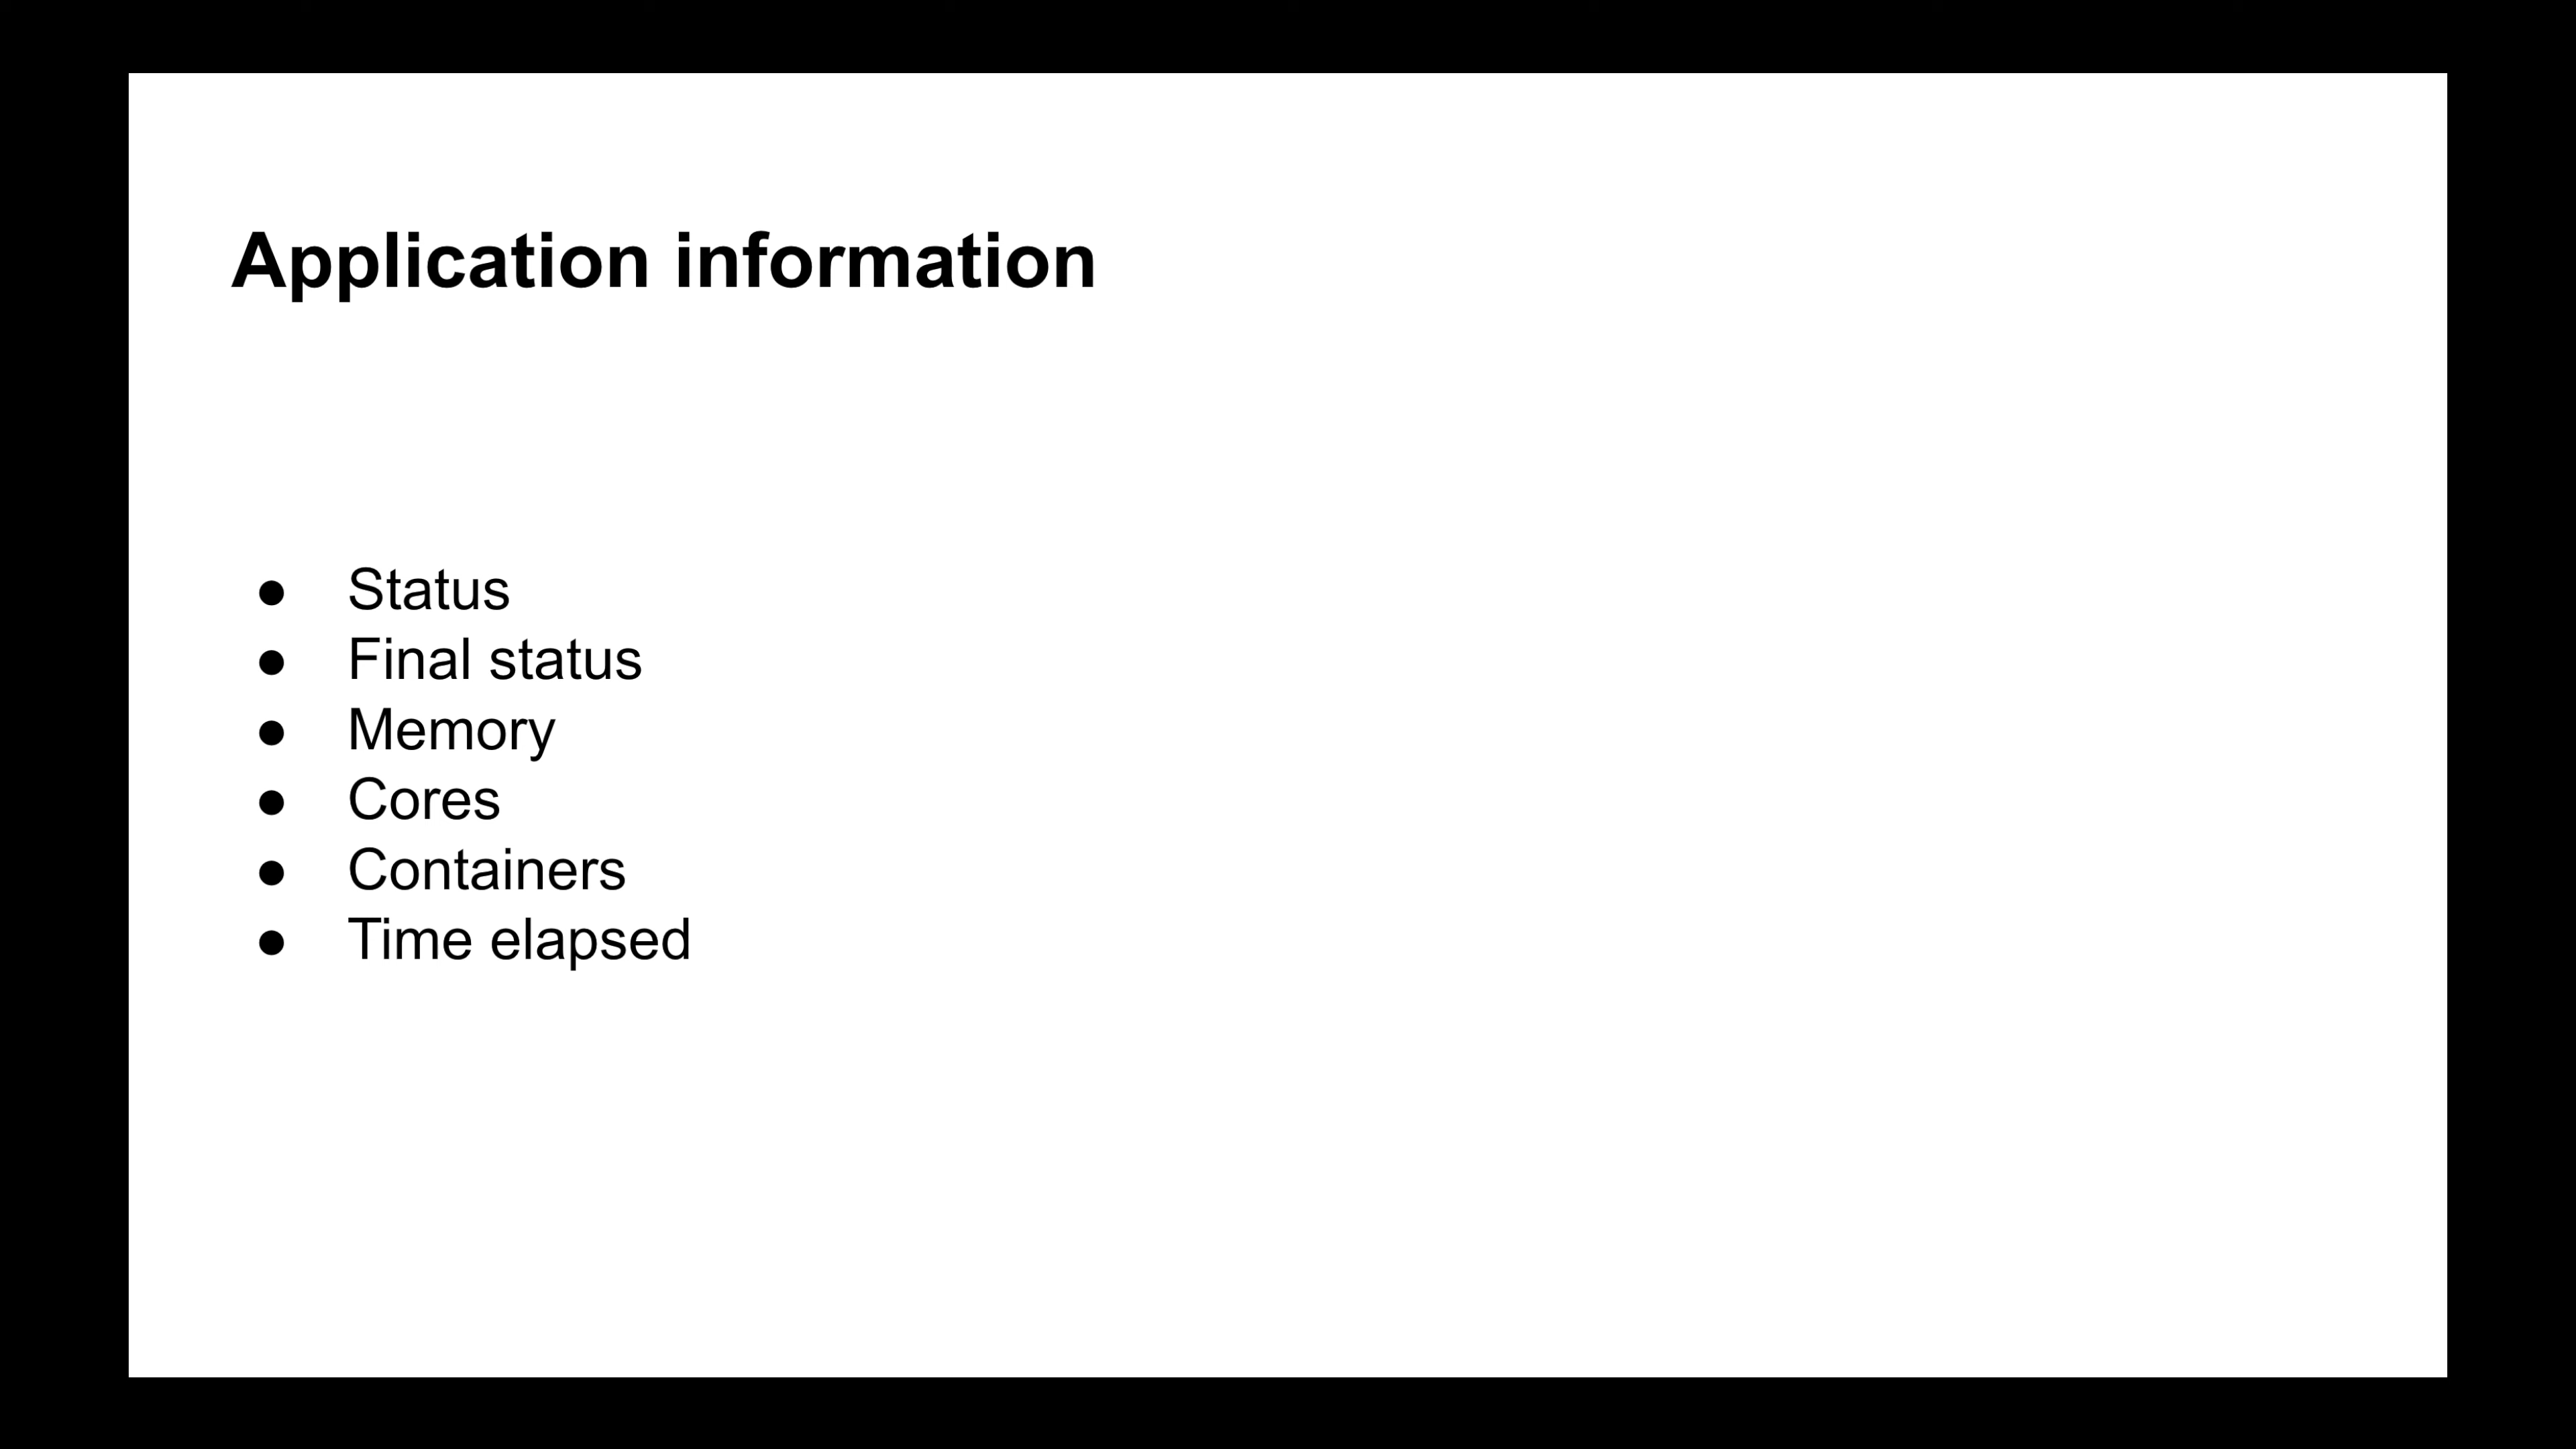 Application information
● Status
● Final status
● Memory
● Cores
● Containers
● Time elapsed